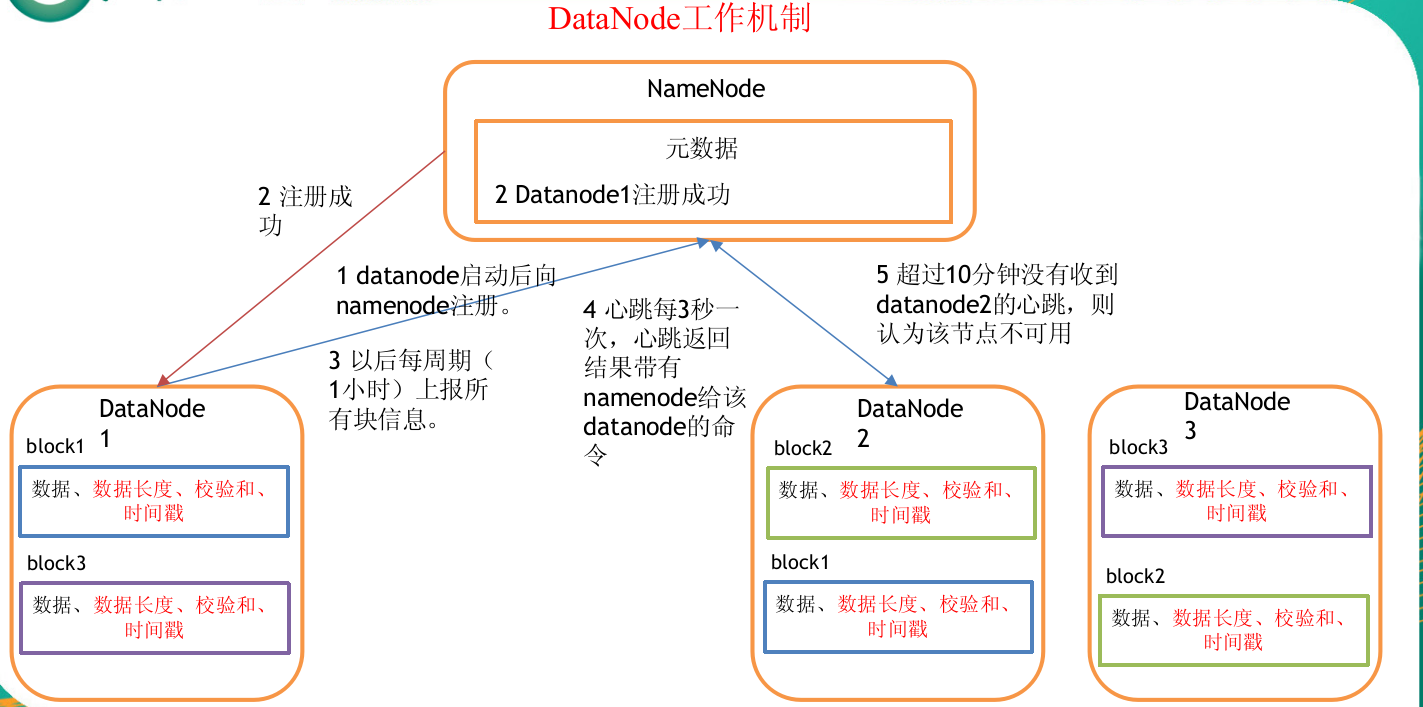 DataNode工作机制
NameNode
元数据
2 Datanode1注册成功
2 注册成
功
1 datanode启动后向
namenode注册。
3 以后每周期（
1小时）上报所
有块信息。
4 心跳每3秒一
次，心跳返回
结果带有
namenode给该
datanode的命
令
5 超过10分钟没有收到
datanode2的心跳，则
认为该节点不可用
DataNode
1
block1
数据、数据长度、校验和、
时间戳
block3
数据、数据长度、校验和、
时间戳
DataNode
2
block2
数据、数据长度、校验和、
时间戳
block1
数据、数据长度、校验和、
时间戳
DataNode
3
block3
数据、数据长度、校验和、
时间戳
block2
数据、数据长度、校验和、
时间戳